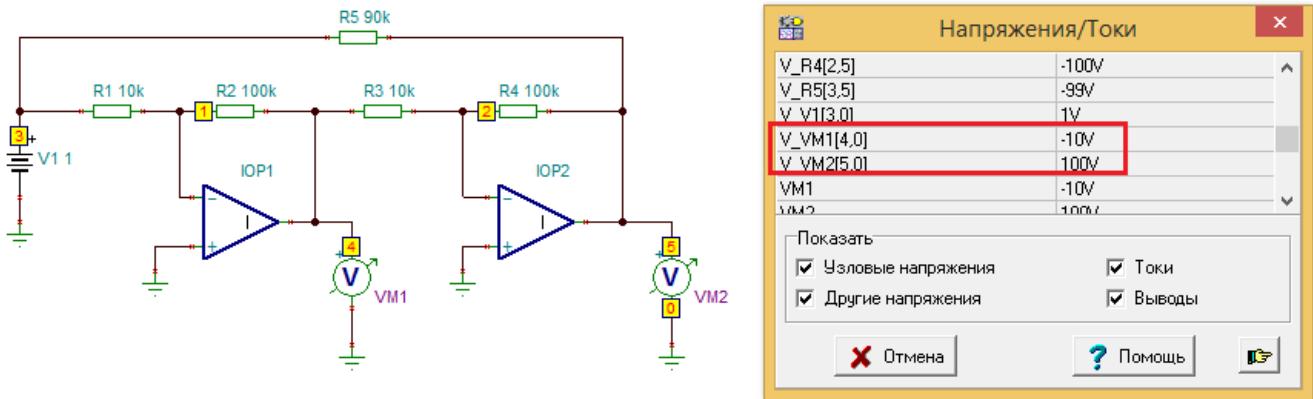 R5 90k
R1 10k
R2 100k
R3 10k
R4 100k
1
2
3
+
V1 1
IOP1
IOP2
−
+
I
−
+
I
4
+
V
VM1
5
+
V
VM2
0
Напряжения/Токи
×
V_R4[2,5] -100V
V_R5[3,5] -99V
V_V1[3,0] 1V
V_VM1[4,0] -10V
V_VM2[5,0] 100V
VM1 -10V
VM2 100V
Показать
Узловые напряжения
Токи
Другие напряжения
Выводы
Отмена
? Помощь